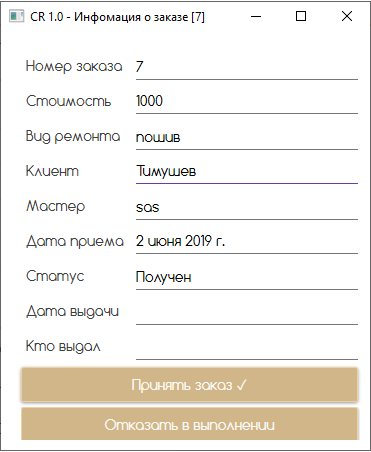 CR 1.0 - Инфомация о заказе [7]
Номер заказа 7
Стоимость 1000
Вид ремонта пошив
Клиент Тимушев
Мастер sas
Дата приема 2 июня 2019 г.
Статус Получен
Дата выдачи
Кто выдал
Принять заказ ✓
Отказать в выполнении